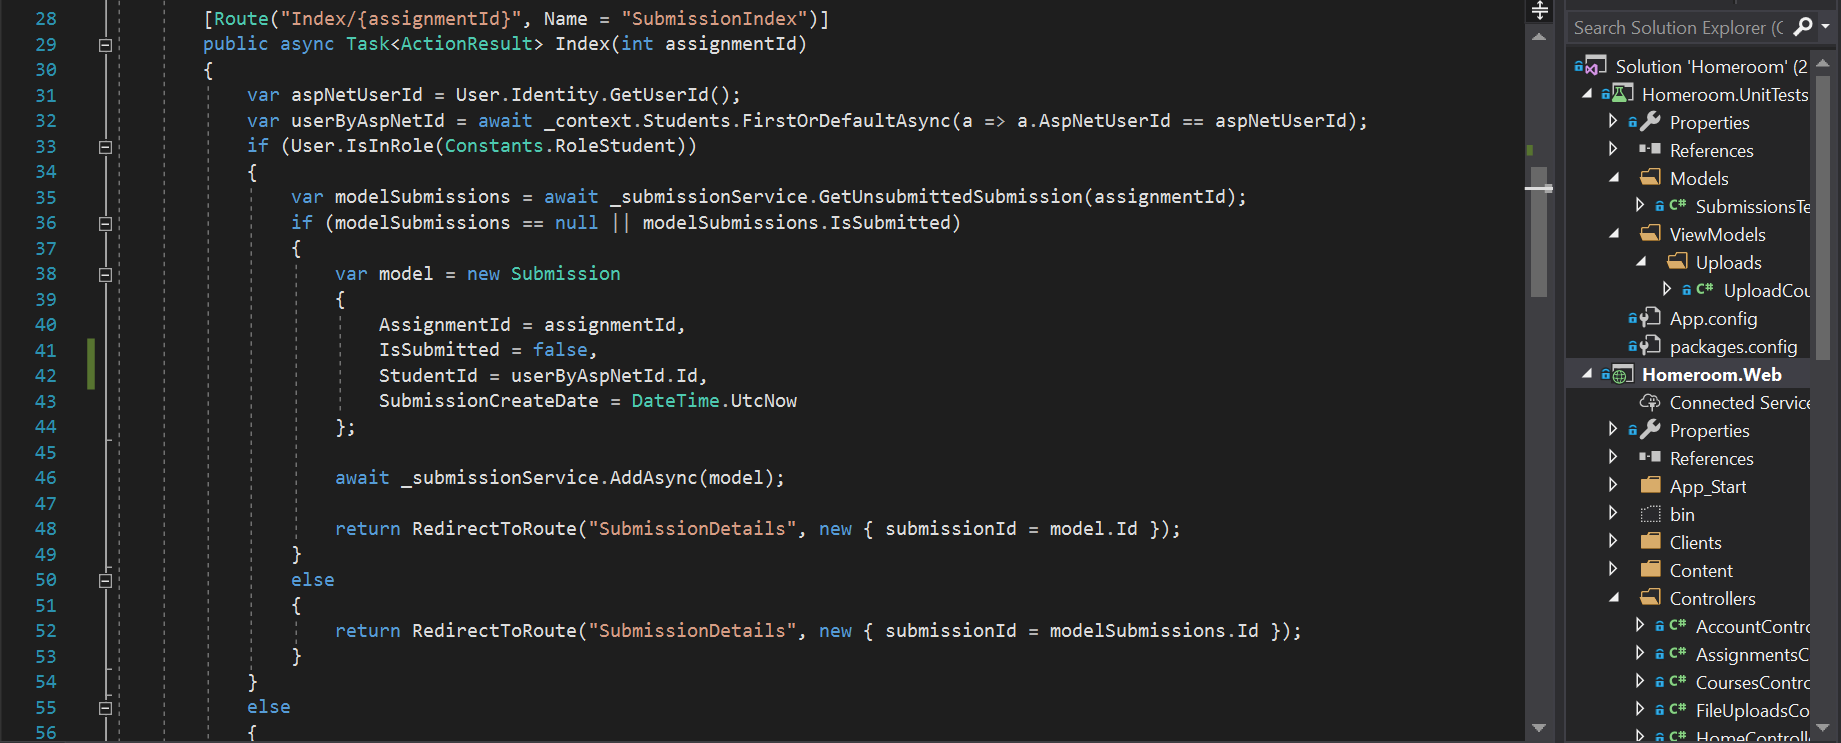 28 [Route("Index/{assignmentId}", Name = "SubmissionIndex")]
29 public async Task<ActionResult> Index(int assignmentId)
30 {
31 var aspNetUserId = User.Identity.GetUserId();
32 var userByAspNetId = await _context.Students.FirstOrDefaultAsync(a => a.AspNetUserId == aspNetUserId);
33 if (User.IsInRole(Constants.RoleStudent))
34 {
35 var modelSubmissions = await _submissionService.GetUnsubmittedSubmission(assignmentId);
36 if (modelSubmissions == null || modelSubmissions.IsSubmitted)
37 {
38 var model = new Submission
39 {
40 AssignmentId = assignmentId,
41 IsSubmitted = false,
42 StudentId = userByAspNetId.Id,
43 SubmissionCreateDate = DateTime.UtcNow
44 };
45
46 await _submissionService.AddAsync(model);
47
48 return RedirectToRoute("SubmissionDetails", new { submissionId = model.Id });
49 }
50 else
51 {
52 return RedirectToRoute("SubmissionDetails", new { submissionId = modelSubmissions.Id });
53 }
54 }
55 else
56 {
Search Solution Explorer (C
Solution 'Homeroom' (2
Homeroom.UnitTests
Properties
References
Models
C# SubmissionsTe
ViewModels
Uploads
C# UploadCou
App.config
packages.config
Homeroom.Web
Connected Service
Properties
References
App_Start
bin
Clients
Content
Controllers
C# AccountContro
C# AssignmentsC
C# CoursesContro
C# FileUploadsCo
C# HomeControll